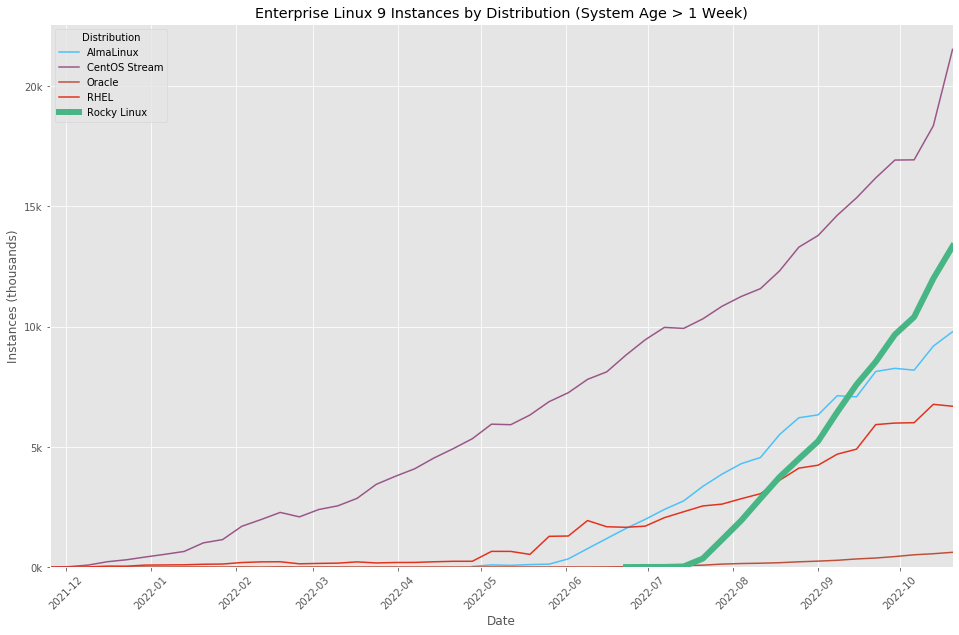 Enterprise Linux 9 Instances by Distribution (System Age > 1 Week)
Distribution
AlmaLinux
CentOS Stream
Oracle
RHEL
Rocky Linux
Instances (thousands)
20k
15k
10k
5k
0k
2021-12
2022-01
2022-02
2022-03
2022-04
2022-05
2022-06
2022-07
2022-08
2022-09
2022-10
Date